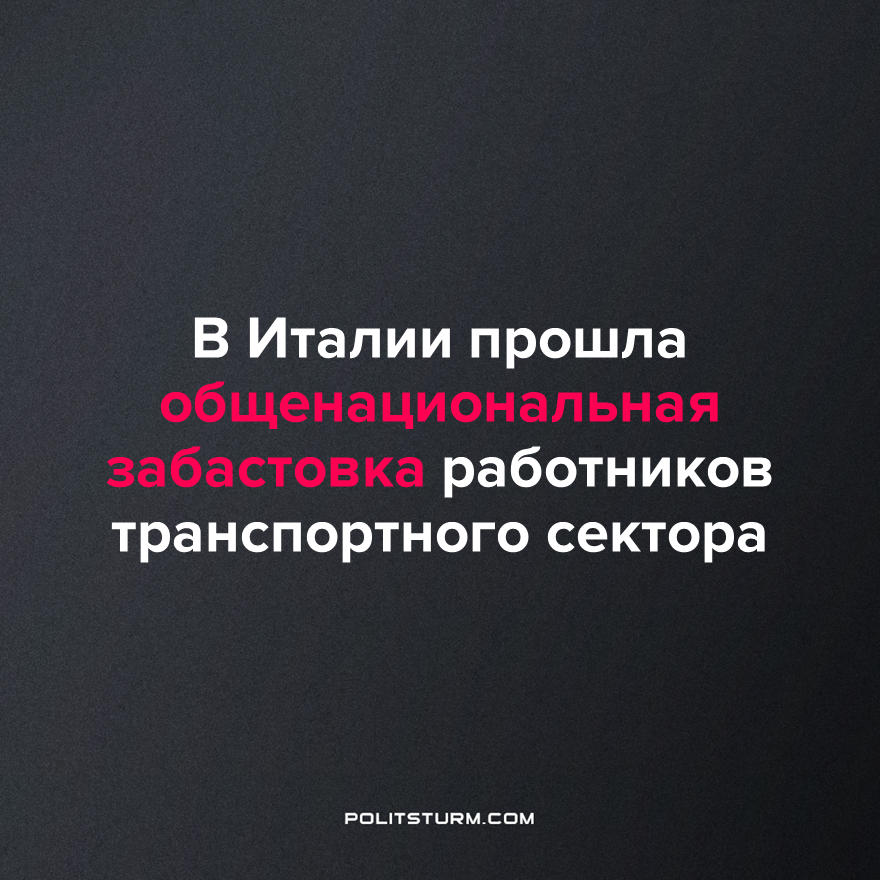 В Италии прошла
общенациональная
забастовка работников
транспортного сектора
POLITSTURM.COM